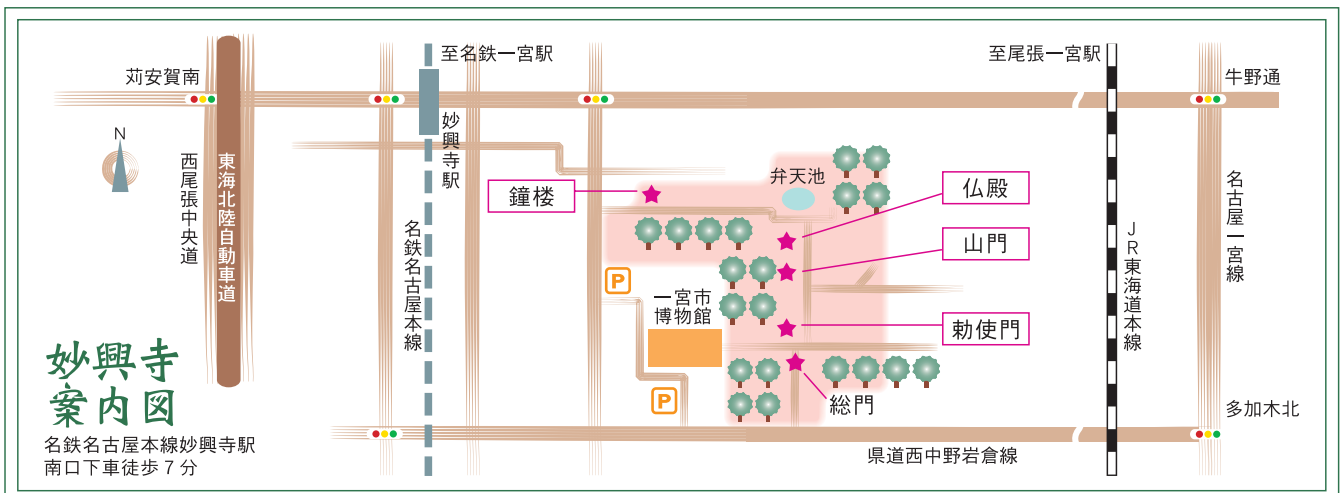 至名鉄一宮駅
至尾張一宮駅
苅安賀南
牛野通
N
妙興寺駅
西尾張中央道
東海北陸自動車道
弁天池
鐘楼
仏殿
名古屋一宮線
名鉄名古屋本線
JR東海道本線
山門
P
一宮市
博物館
勅使門
妙興寺
案内図
P
総門
多加木北
名鉄名古屋本線妙興寺駅
南口下車徒歩7分
県道西中野岩倉線